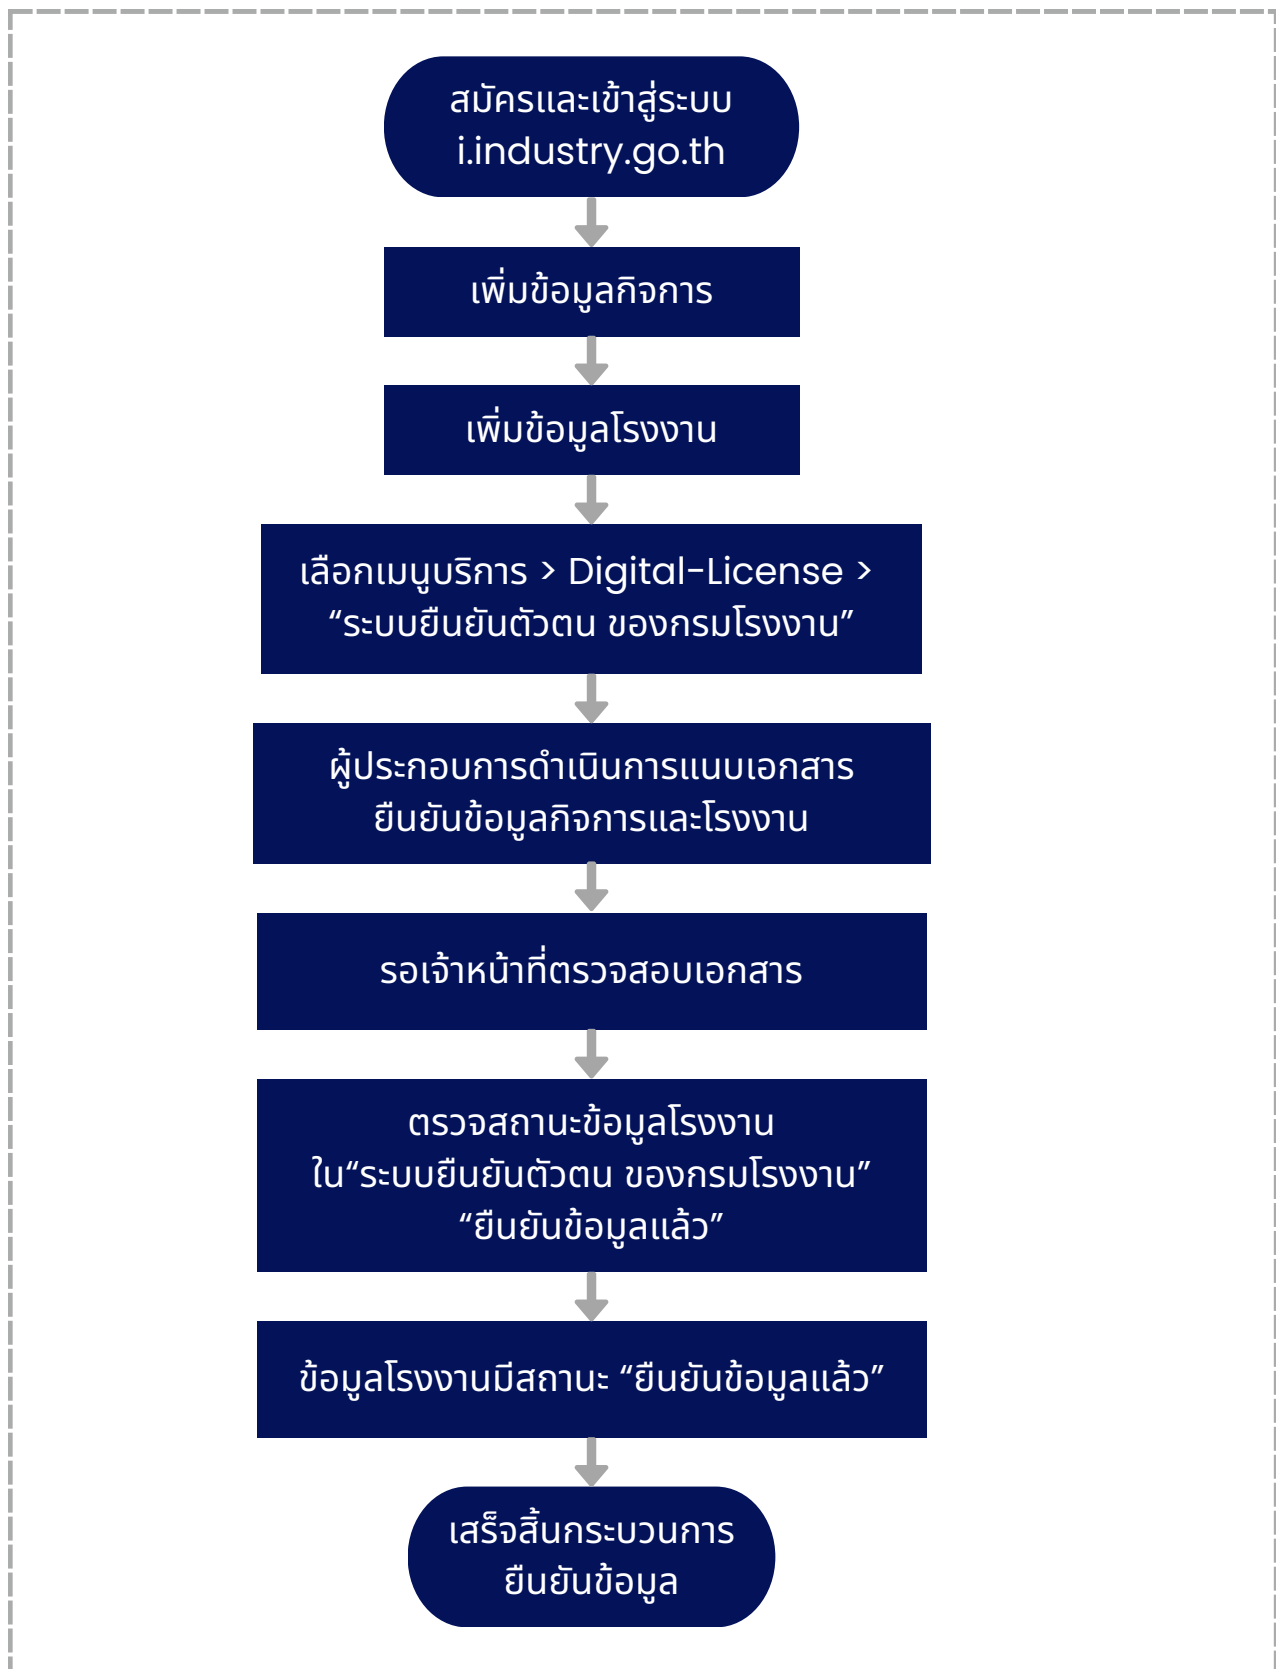 สมัครและเข้าสู่ระบบ
i.industry.go.th
เพิ่มข้อมูลกิจการ
เพิ่มข้อมูลโรงงาน
เลือกเมนูบริการ > Digital-License >
“ระบบยืนยันตัวตน ของกรมโรงงาน”
ผู้ประกอบการดำเนินการแนบเอกสาร
ยืนยันข้อมูลกิจการและโรงงาน
รอเจ้าหน้าที่ตรวจสอบเอกสาร
ตรวจสถานะข้อมูลโรงงาน
ใน“ระบบยืนยันตัวตน ของกรมโรงงาน”
“ยืนยันข้อมูลแล้ว”
ข้อมูลโรงงานมีสถานะ “ยืนยันข้อมูลแล้ว”
เสร็จสิ้นกระบวนการ
ยืนยันข้อมูล